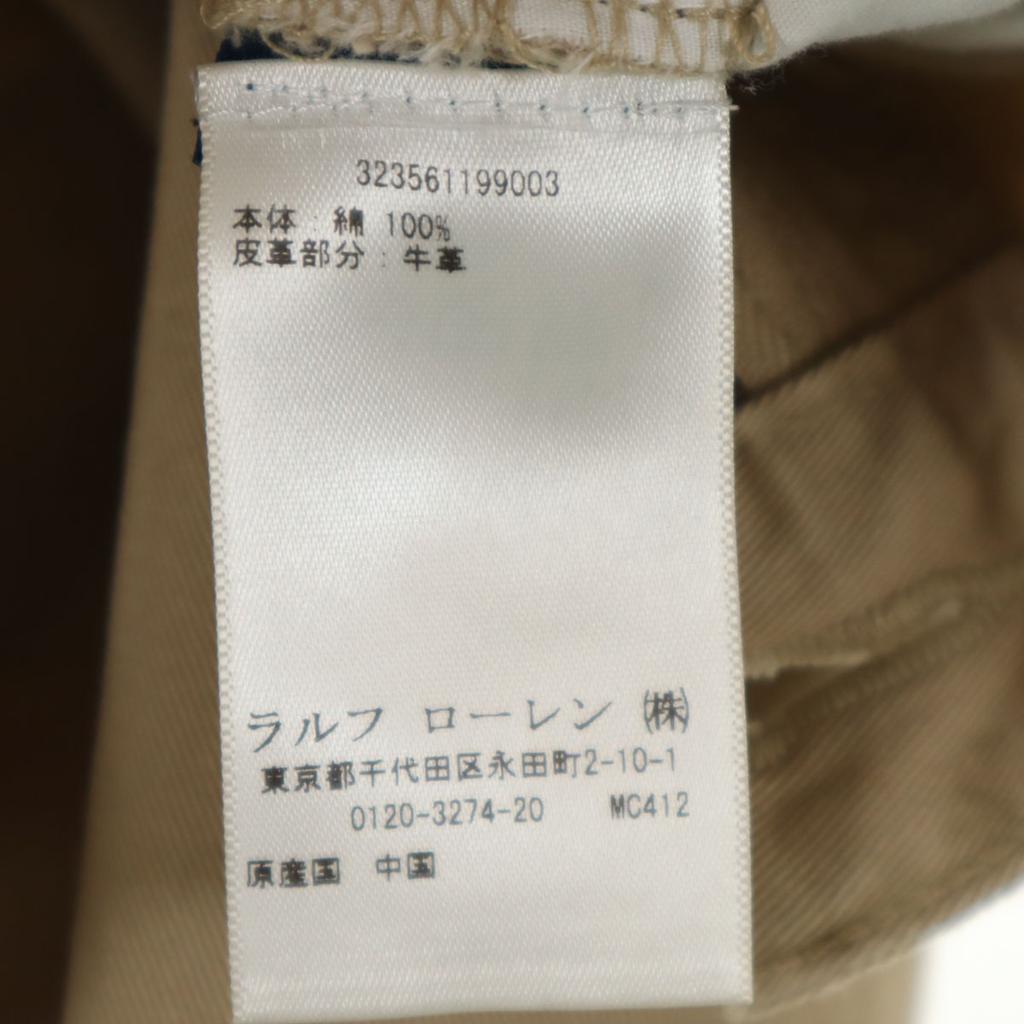 323561199003
本体：綿 100%
皮革部分：牛革
ラルフ ローレン ㈱
東京都千代田区永田町2-10-1
0120-3274-20 MC412
原産国 中国